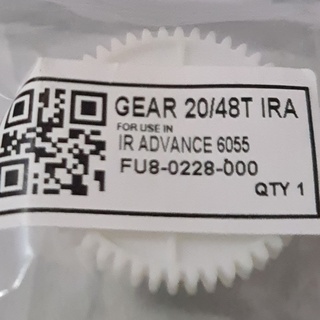 GEAR 20/48T IRA
FOR USE IN
IR ADVANCE 6055
FU8-0228-000
QTY 1